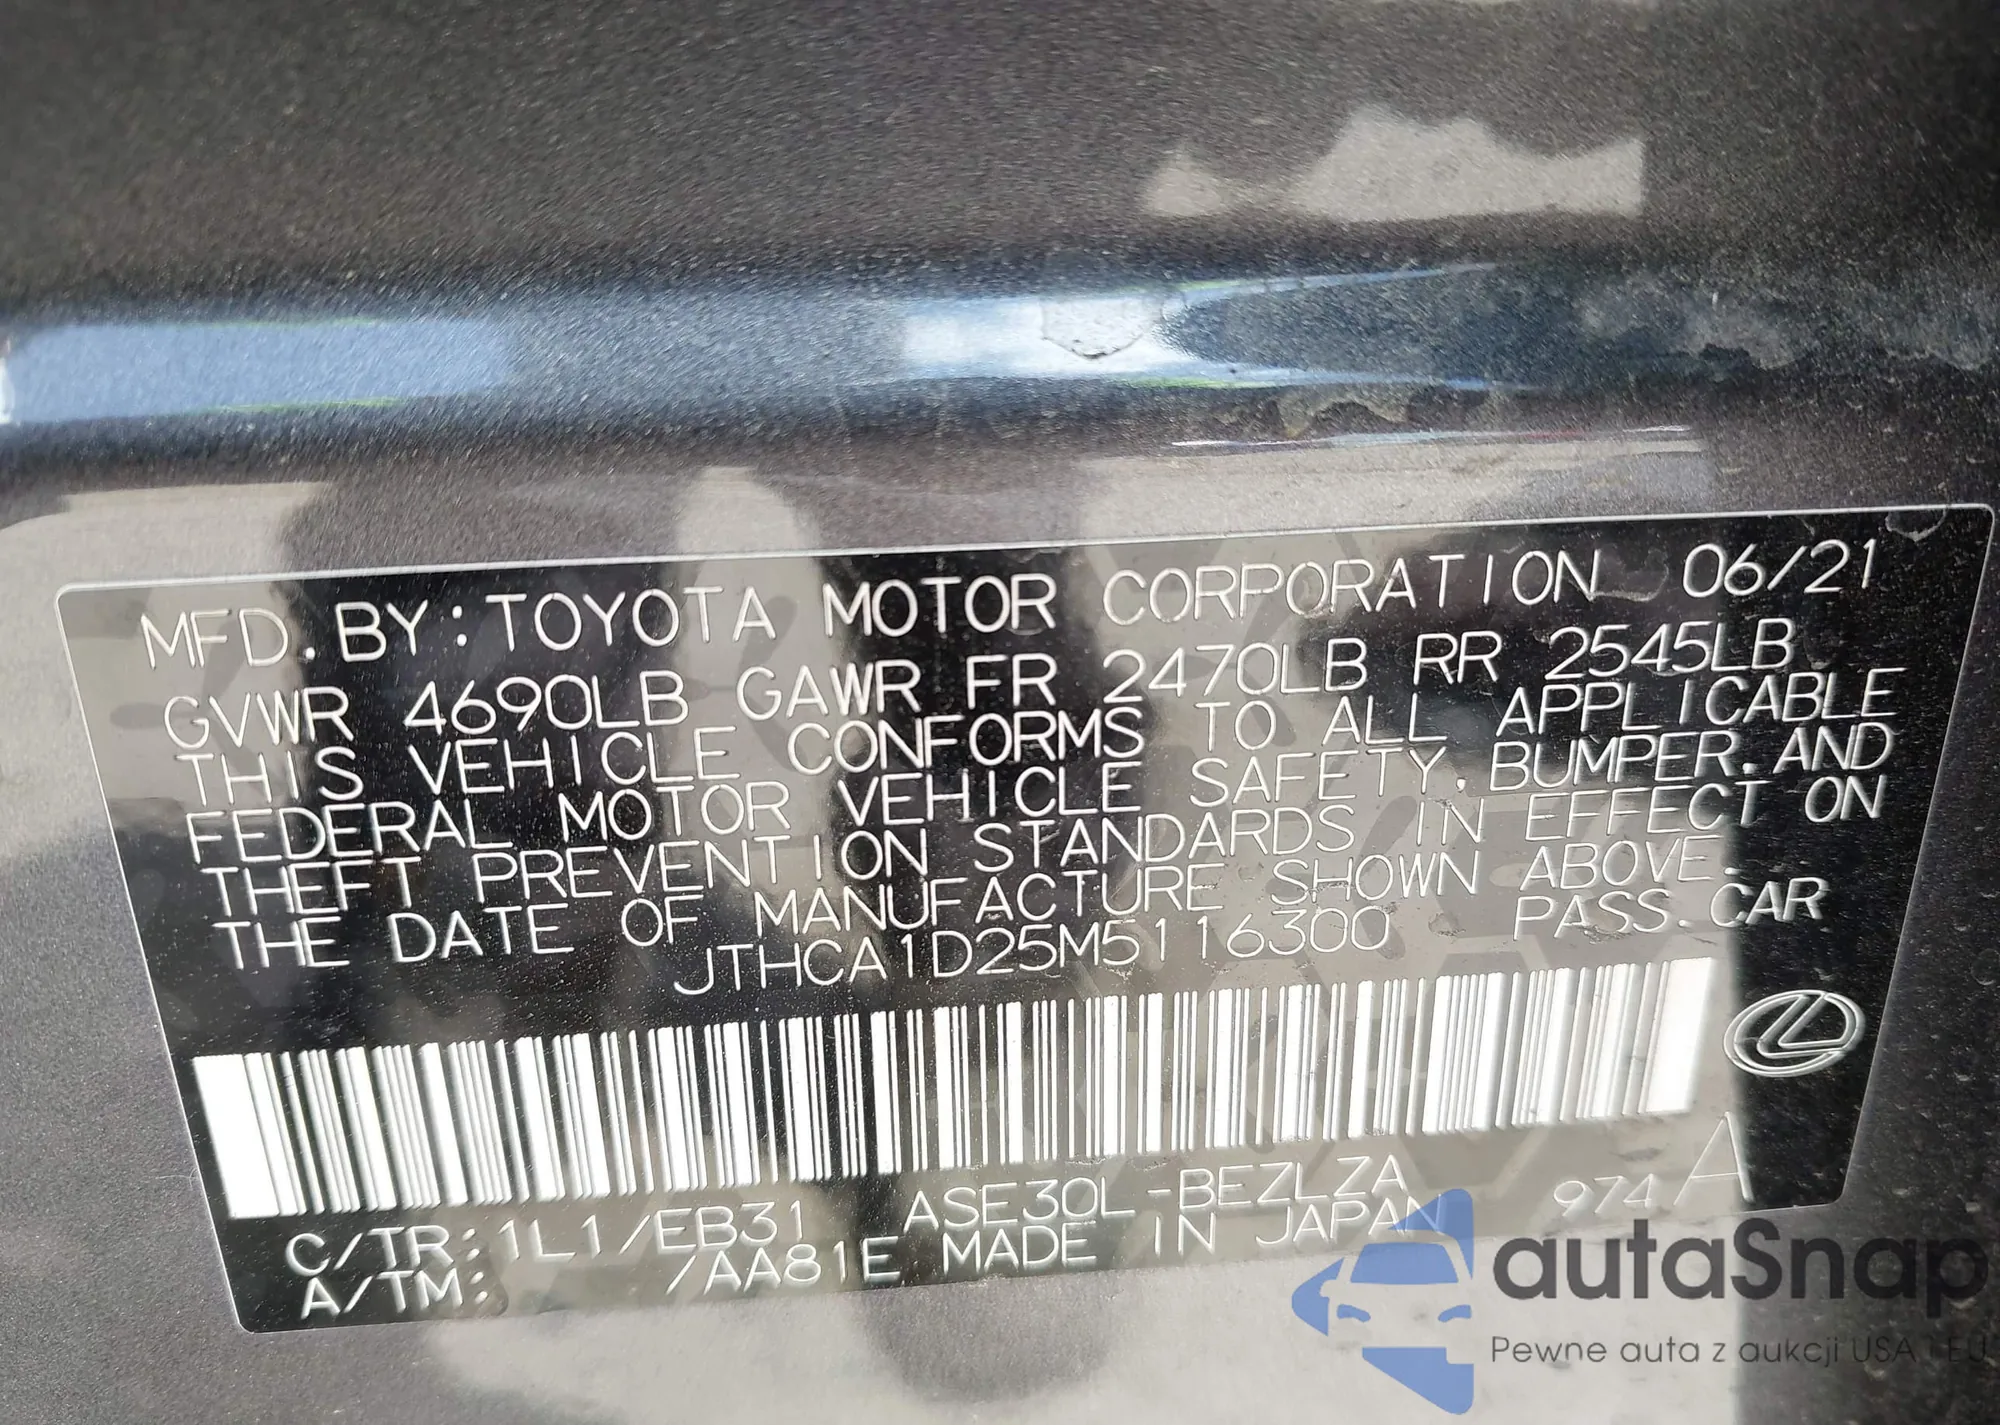 MFD. BY: TOYOTA MOTOR CORPORATION 06/21
GVWR 4690LB GAWR FR 2470LB RR 2545LB
THIS VEHICLE CONFORMS TO ALL APPLICABLE
FEDERAL MOTOR VEHICLE SAFETY, BUMPER, AND
THEFT PREVENTION STANDARDS IN EFFECT ON
THE DATE OF MANUFACTURE SHOWN ABOVE.
JTHCA1D25M5116300 PASS. CAR
C/TR: 1L1/EB31 ASE30L-BEZLZA 974 A
A/TM: /AA81E MADE IN JAPAN
autaSnap
Pewne auta z aukcji USA i EU